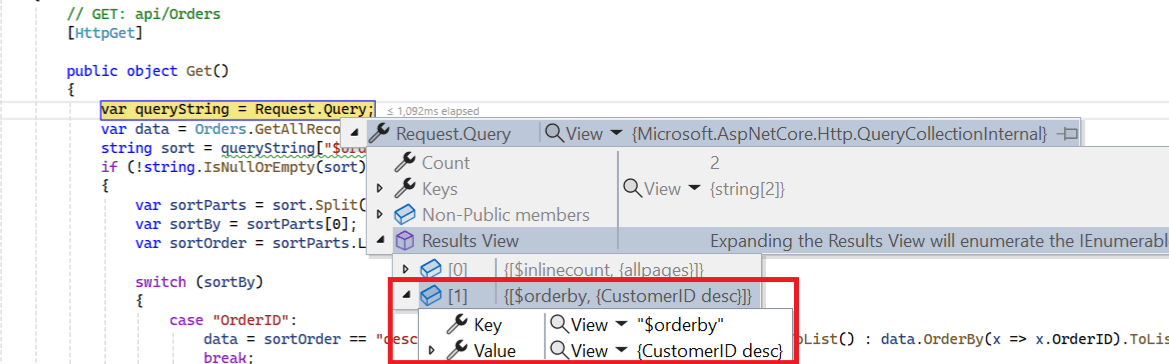 // GET: api/Orders
[HttpGet]
public object Get()
{
var queryString = Request.Query; ≤ 1,092ms elapsed
var data = Orders.GetAllReco
Request.Query View {Microsoft.AspNetCore.Http.QueryCollectionInternal}
string sort = queryString["$ord
Count 2
if (!string.IsNullOrEmpty(sort)
{
Keys View {string[2]}
var sortParts = sort.Split(
Non-Public members
var sortBy = sortParts[0];
var sortOrder = sortParts.L
Results View Expanding the Results View will enumerate the IEnumerabl
[0] {[$inlinecount, {allpages}]}
switch (sortBy)
[1] {[$orderby, {CustomerID desc}]}
{
case "OrderID":
Key View "$orderby"
data = sortOrder == "desc
ToList() : data.OrderBy(x => x.OrderID).ToLis
Value View {CustomerID desc}
break;